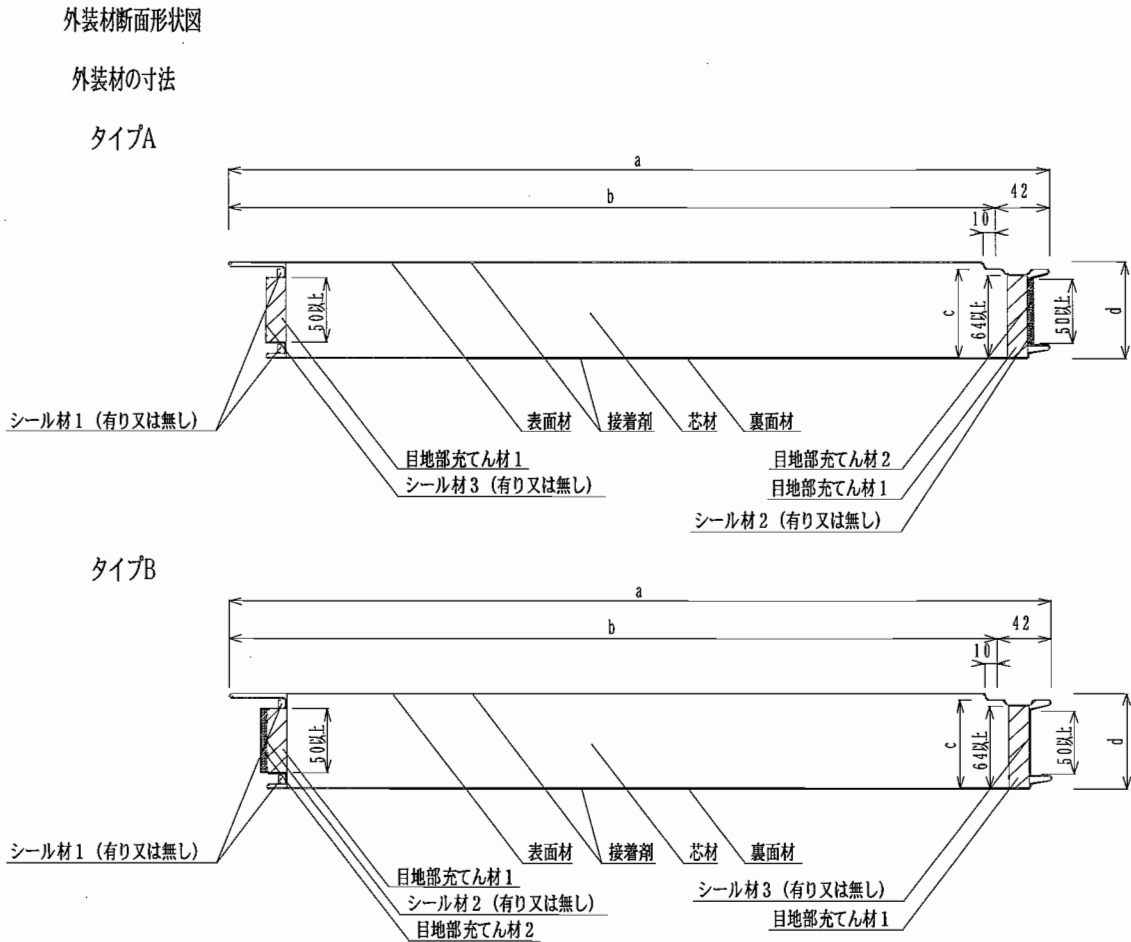 外装材断面形状図
外装材の寸法
タイプA
a
b
42
10
50以上
c
64以上
50以上
d
シール材1（有り又は無し）
表面材
接着剤
芯材
裏面材
目地部充てん材1
シール材3（有り又は無し）
目地部充てん材2
目地部充てん材1
シール材2（有り又は無し）
タイプB
a
b
42
10
50以上
c
64以上
50以上
d
シール材1（有り又は無し）
表面材
接着剤
芯材
裏面材
目地部充てん材1
シール材2（有り又は無し）
目地部充てん材2
シール材3（有り又は無し）
目地部充てん材1